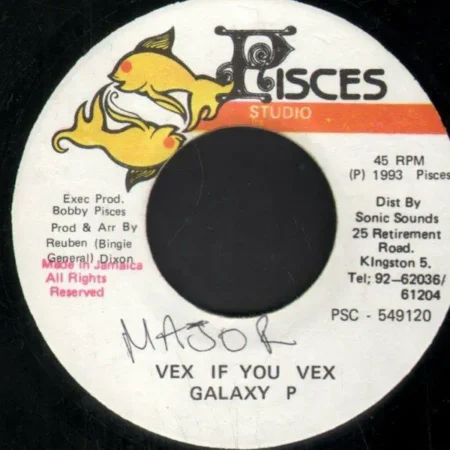 PISCES
STUDIO
45 RPM
(P) 1993 Pisces
Exec Prod.
Bobby Pisces
Prod & Arr By
Reuben (Bingie
General) Dixon
Made in Jamaica
All Rights
Reserved
Dist By
Sonic Sounds
25 Retirement
Road.
KIngston 5.
Tel; 92-62036/
61204
PSC - 549120
MAJOR
VEX IF YOU VEX
GALAXY P